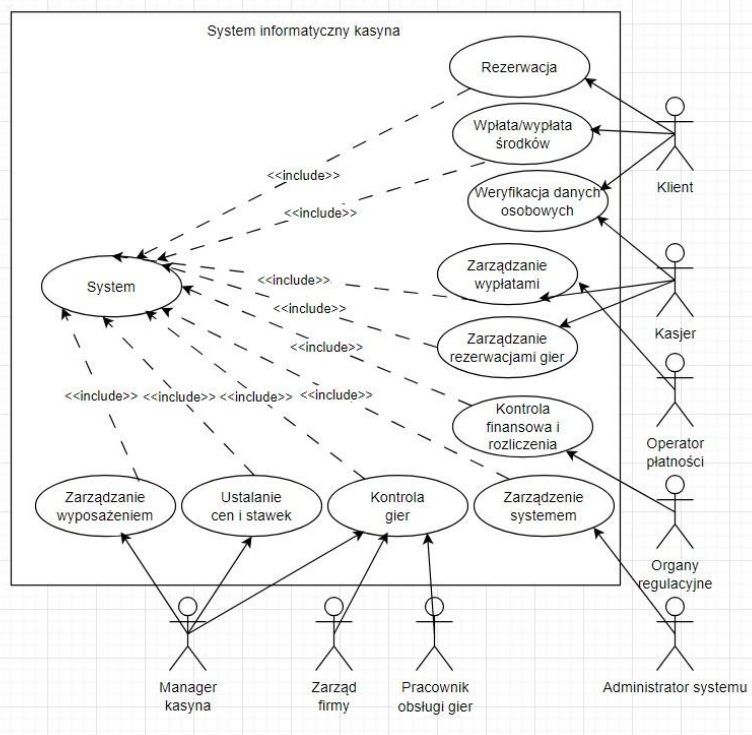 System informatyczny kasyna
Rezerwacja
Wpłata/wypłata
środków
Klient
<<include>>
Weryfikacja danych
osobowych
<<include>>
Zarządzanie
wypłatami
System
<<include>>
<<include>>
Kasjer
Zarządzanie
rezerwacjami gier
<<include>>
<<include>>
<<include>>
<<include>>
<<include>>
Kontrola
finansowa i
rozliczenia
Operator
płatności
Zarządzanie
wyposażeniem
Ustalanie
cen i stawek
Kontrola
gier
Zarządzenie
systemem
Organy
regulacyjne
Manager
kasyna
Zarząd
firmy
Pracownik
obsługi gier
Administrator systemu